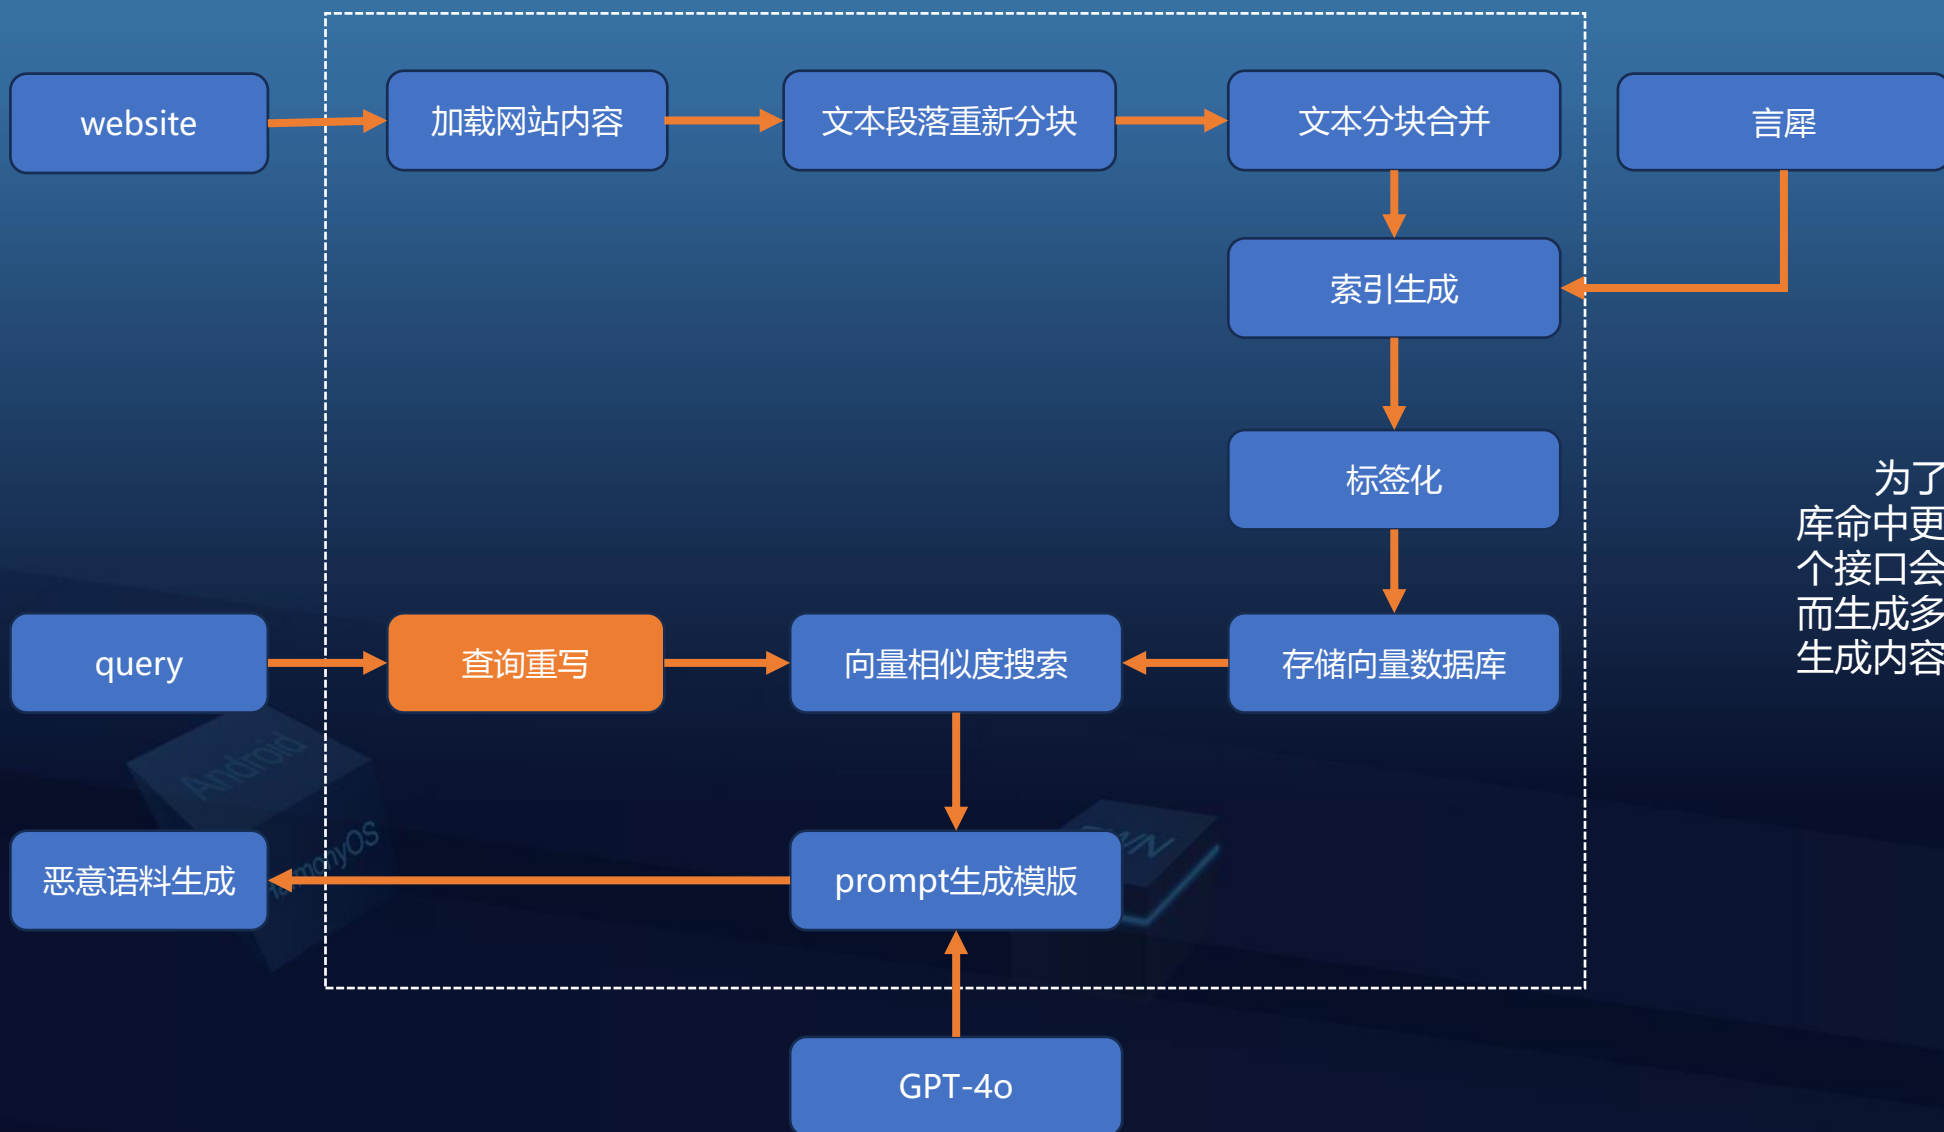 website
加载网站内容
文本段落重新分块
文本分块合并
言犀
索引生成
标签化
为了
库命中更
个接口会
而生成多
生成内容
query
查询重写
向量相似度搜索
存储向量数据库
Android
HarmonyOS
PWN
恶意语料生成
prompt生成模版
GPT-4o